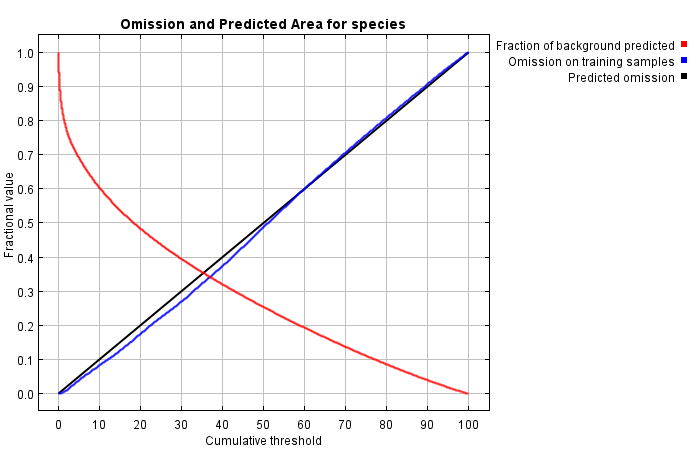 Omission and Predicted Area for species
Fraction of background predicted
Omission on training samples
Predicted omission
Fractional value
1.0
0.9
0.8
0.7
0.6
0.5
0.4
0.3
0.2
0.1
0.0
0 10 20 30 40 50 60 70 80 90 100
Cumulative threshold